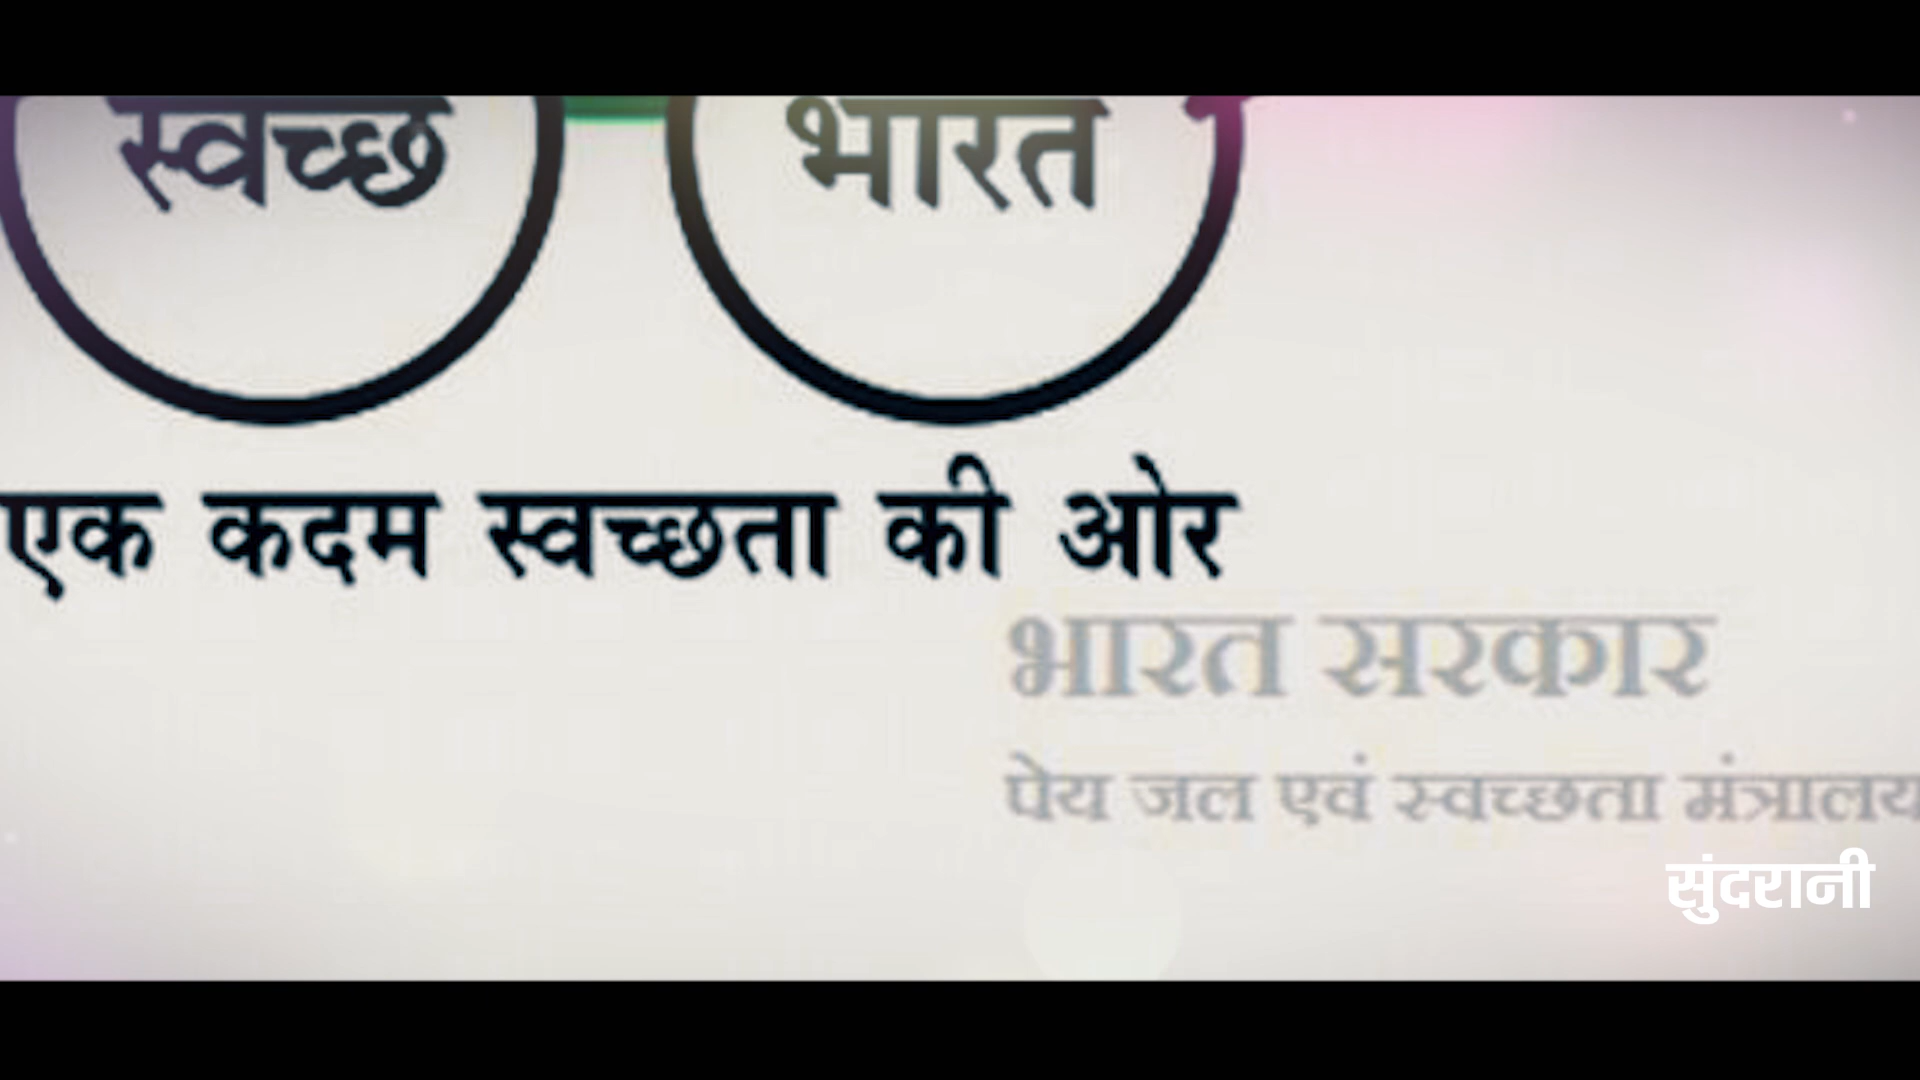 स्वच्छ भारत
एक कदम स्वच्छता की ओर
भारत सरकार
पेय जल एवं स्वच्छता मंत्रालय
सुंदरानी